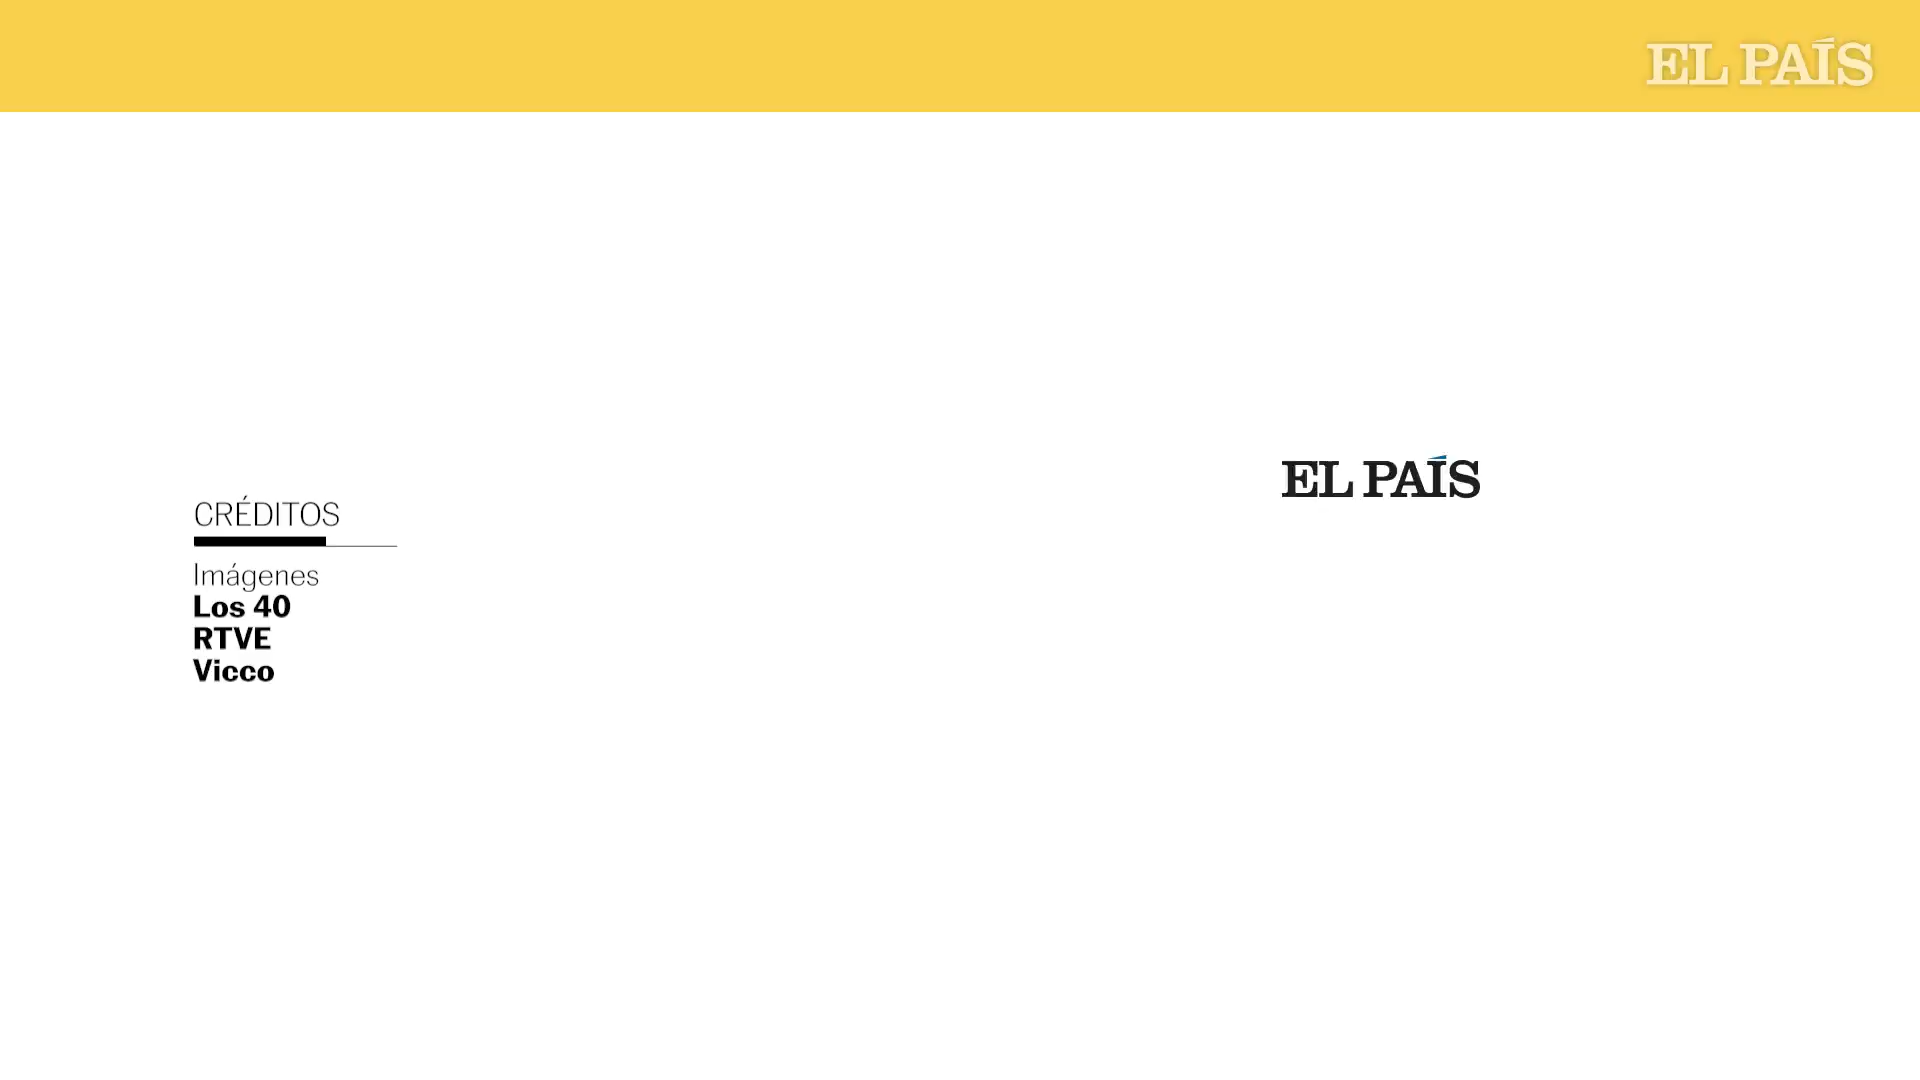 EL PAÍS
EL PAÍS
CRÉDITOS
Imágenes
Los 40
RTVE
Vicco